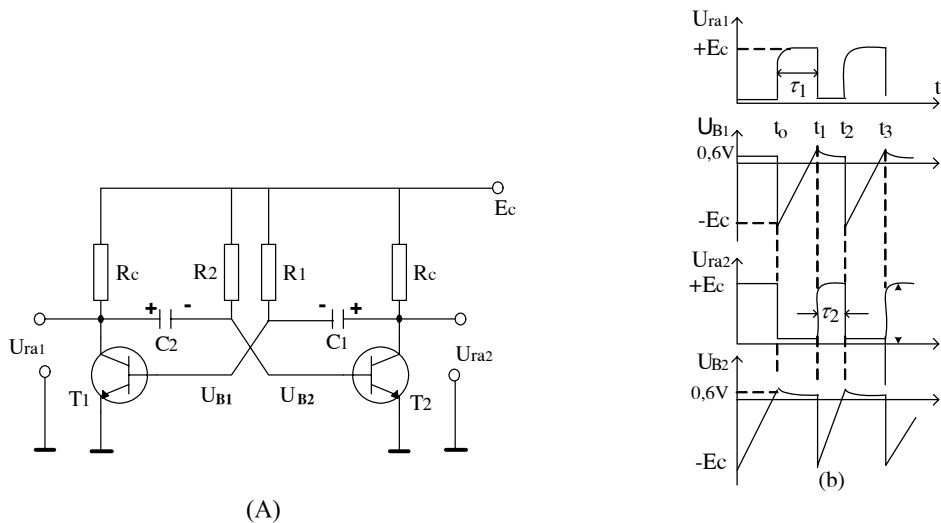 Ec
Rc
R2
R1
Rc
+ -
- +
C2
C1
Ura1
Ura2
T1
UB1
UB2
T2
(A)
Ura1
+Ec
τ1
t
UB1
to t1 t2 t3
0,6V
-Ec
Ura2
+Ec
τ2
UB2
0,6V
-Ec
(b)